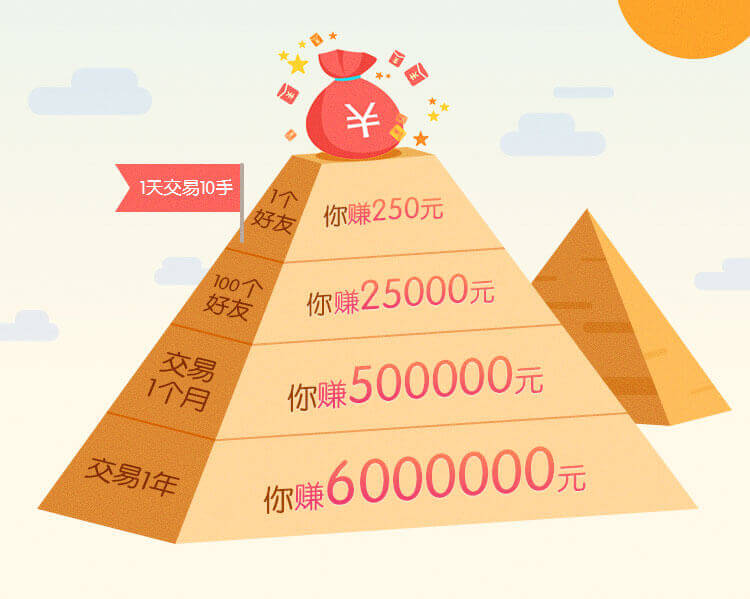 ¥
1天交易10手
1个
好友
你赚250元
100个
好友
你赚25000元
交易
1个月
你赚500000元
交易1年
你赚6000000元